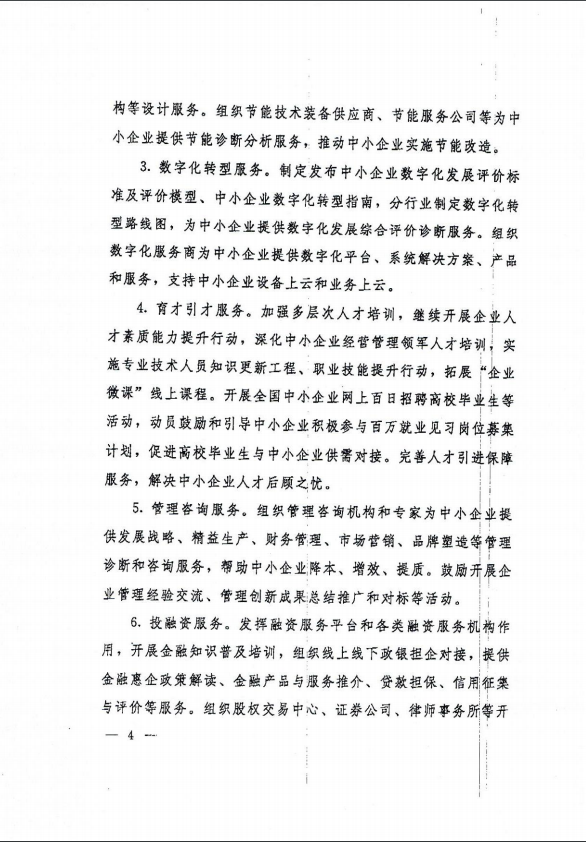 构等设计服务。组织节能技术装备供应商、节能服务公司等为中
小企业提供节能诊断分析服务，推动中小企业实施节能改造。
3. 数字化转型服务。制定发布中小企业数字化发展评价标
准及评价模型、中小企业数字化转型指南，分行业制定数字化转
型路线图，为中小企业提供数字化发展综合评价诊断服务。组织
数字化服务商为中小企业提供数字化平台、系统解决方案、产品
和服务，支持中小企业设备上云和业务上云。
4. 育才引才服务。加强多层次人才培训，继续开展企业人
才素质能力提升行动，深化中小企业经营管理领军人才培训，实
施专业技术人员知识更新工程、职业技能提升行动，拓展“企业
微课”线上课程。开展全国中小企业网上百日招聘高校毕业生等
活动，动员鼓励和引导中小企业积极参与百万就业见习岗位募集
计划，促进高校毕业生与中小企业供需对接。完善人才引进保障
服务，解决中小企业人才后顾之忧。
5. 管理咨询服务。组织管理咨询机构和专家为中小企业提
供发展战略、精益生产、财务管理、市场营销、品牌塑造等管理
诊断和咨询服务，帮助中小企业降本、增效、提质。鼓励开展企
业管理经验交流、管理创新成果总结推广和对标等活动。
6. 投融资服务。发挥融资服务平台和各类融资服务机构作
用，开展金融知识普及培训，组织线上线下政银担企对接，提供
金融惠企政策解读、金融产品与服务推介、贷款担保、信用征集
与评价等服务。组织股权交易中心、证券公司、律师事务所等开
— 4 —